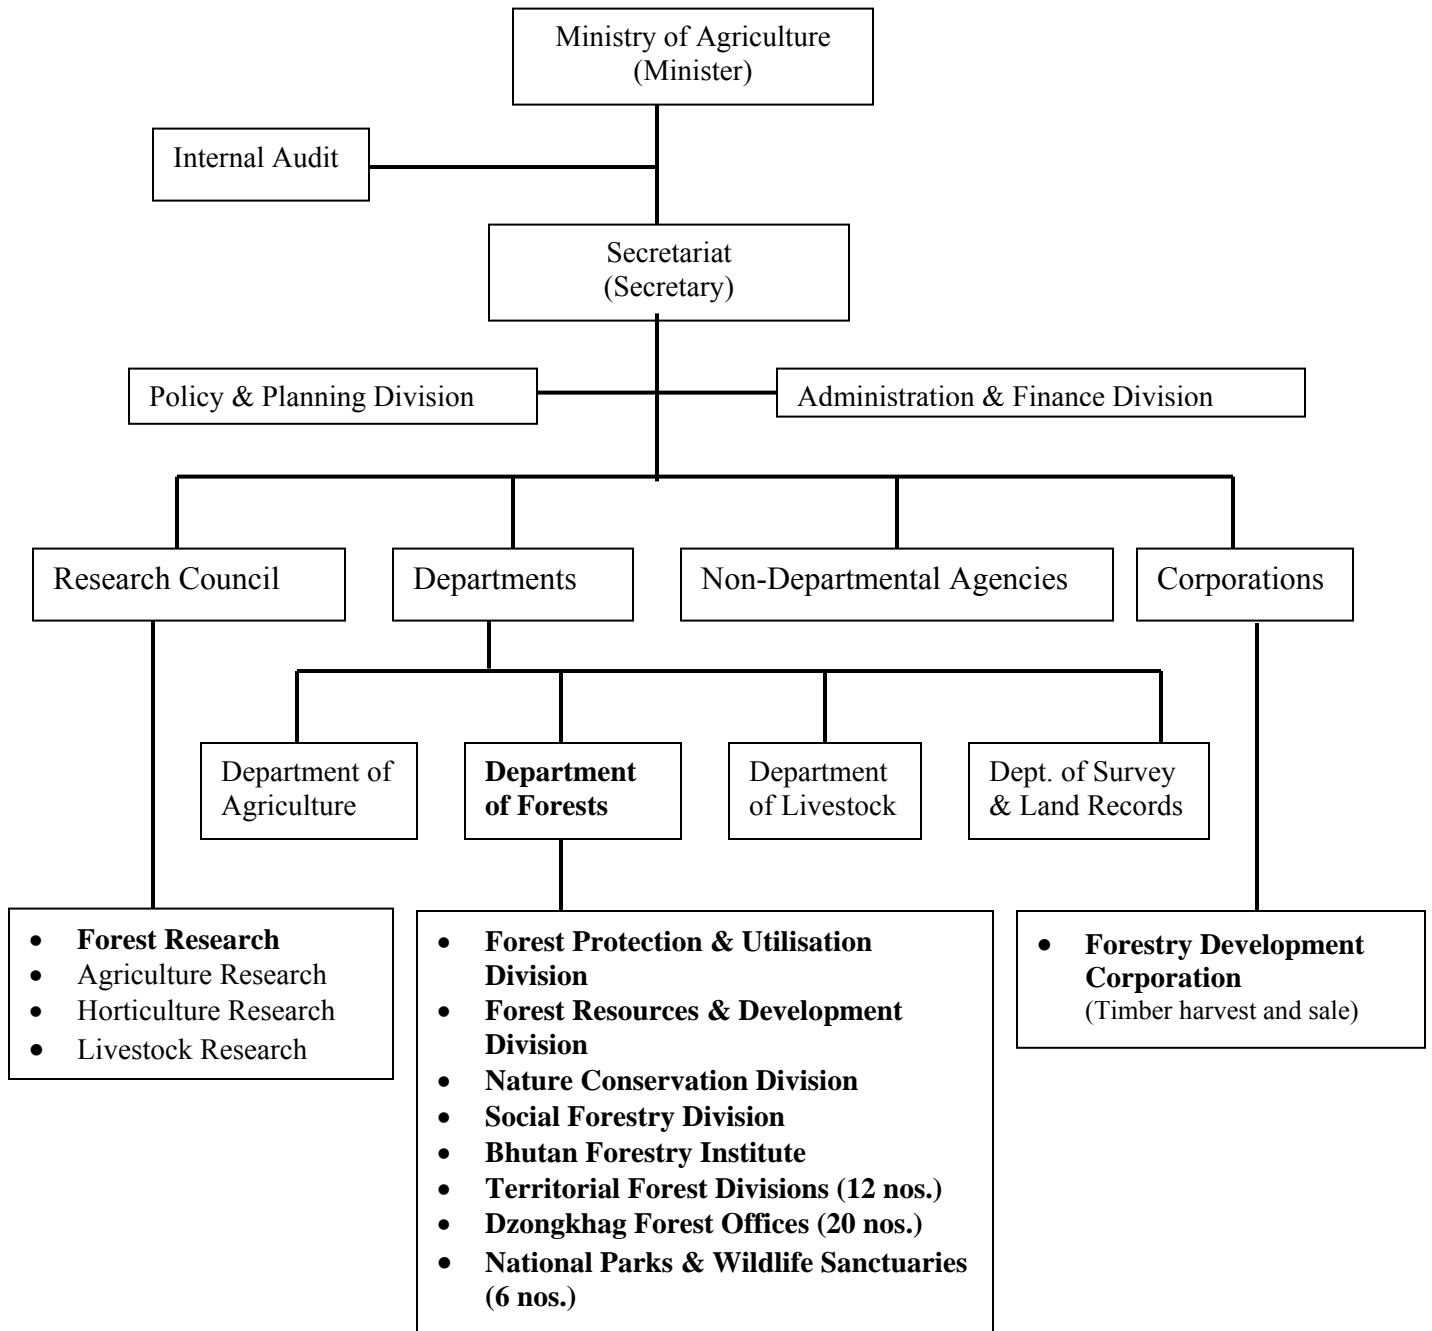 Ministry of Agriculture
(Minister)
Internal Audit
Secretariat
(Secretary)
Policy & Planning Division
Administration & Finance Division
Research Council
Departments
Non-Departmental Agencies
Corporations
Department of
Agriculture
Department
of Forests
Department
of Livestock
Dept. of Survey
& Land Records
• Forest Research
• Agriculture Research
• Horticulture Research
• Livestock Research
• Forest Protection & Utilisation
Division
• Forest Resources & Development
Division
• Nature Conservation Division
• Social Forestry Division
• Bhutan Forestry Institute
• Territorial Forest Divisions (12 nos.)
• Dzongkhag Forest Offices (20 nos.)
• National Parks & Wildlife Sanctuaries
(6 nos.)
• Forestry Development
Corporation
(Timber harvest and sale)